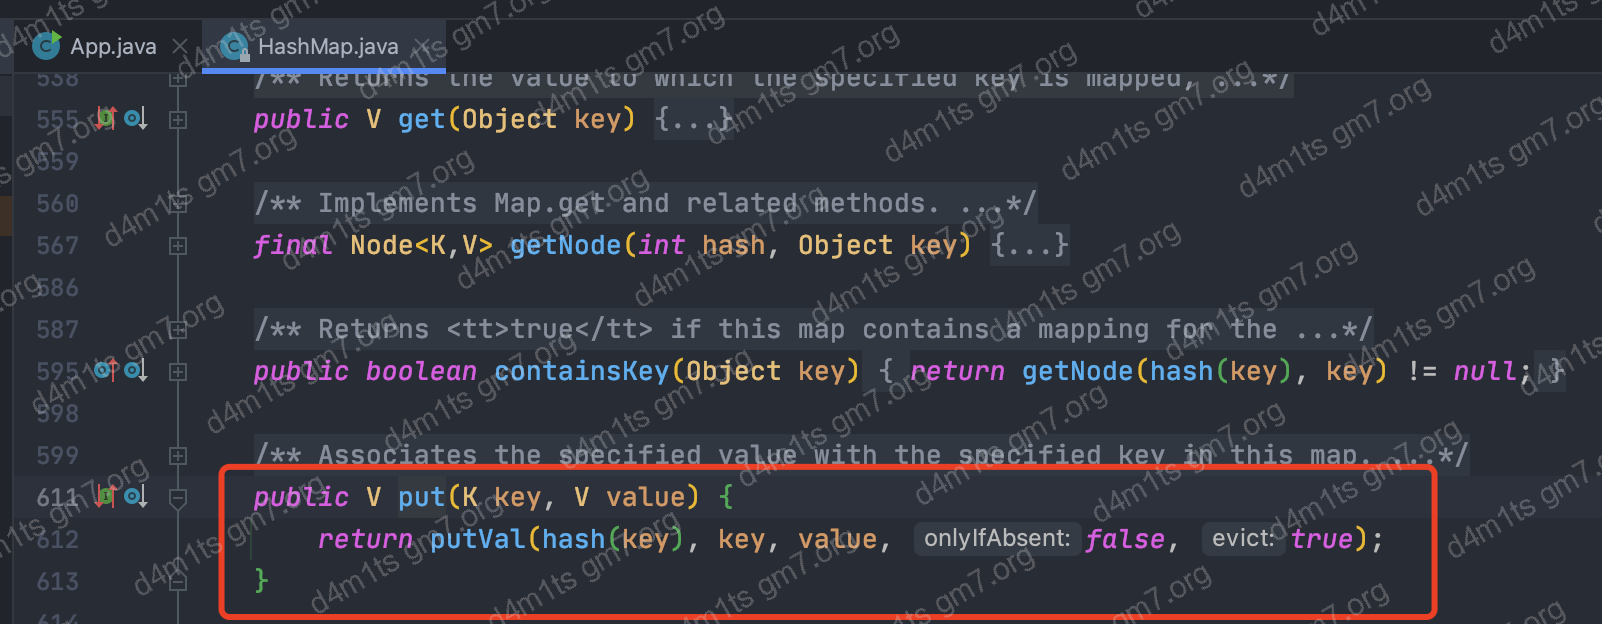 App.java HashMap.java
538 /** Returns the value to which the specified key is mapped, ...*/
555 public V get(Object key) {...}
559
560 /** Implements Map.get and related methods. ...*/
567 final Node<K,V> getNode(int hash, Object key) {...}
586
587 /** Returns <tt>true</tt> if this map contains a mapping for the ...*/
595 public boolean containsKey(Object key) { return getNode(hash(key), key) != null; }
598
599 /** Associates the specified value with the specified key in this map. ...*/
611 public V put(K key, V value) {
612 return putVal(hash(key), key, value, onlyIfAbsent: false, evict: true);
613 }
614
d4m1ts gm7.org